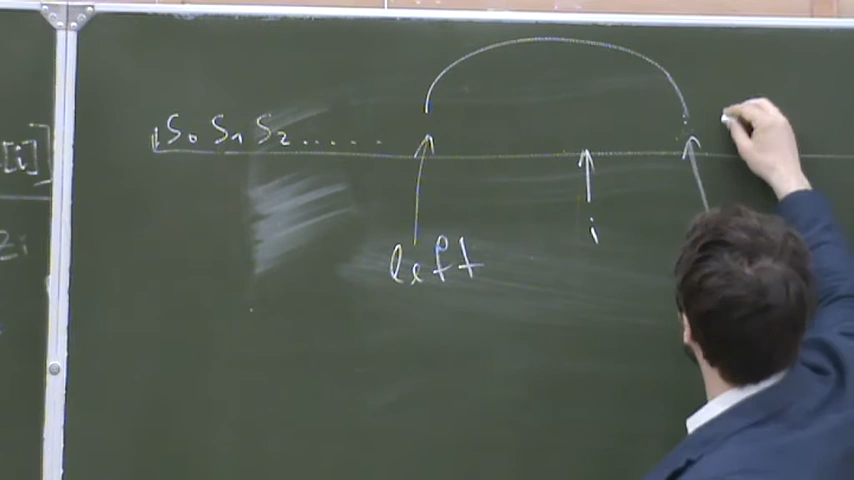 S₀ S₁ S₂ . . . . . .
left
i
[i]